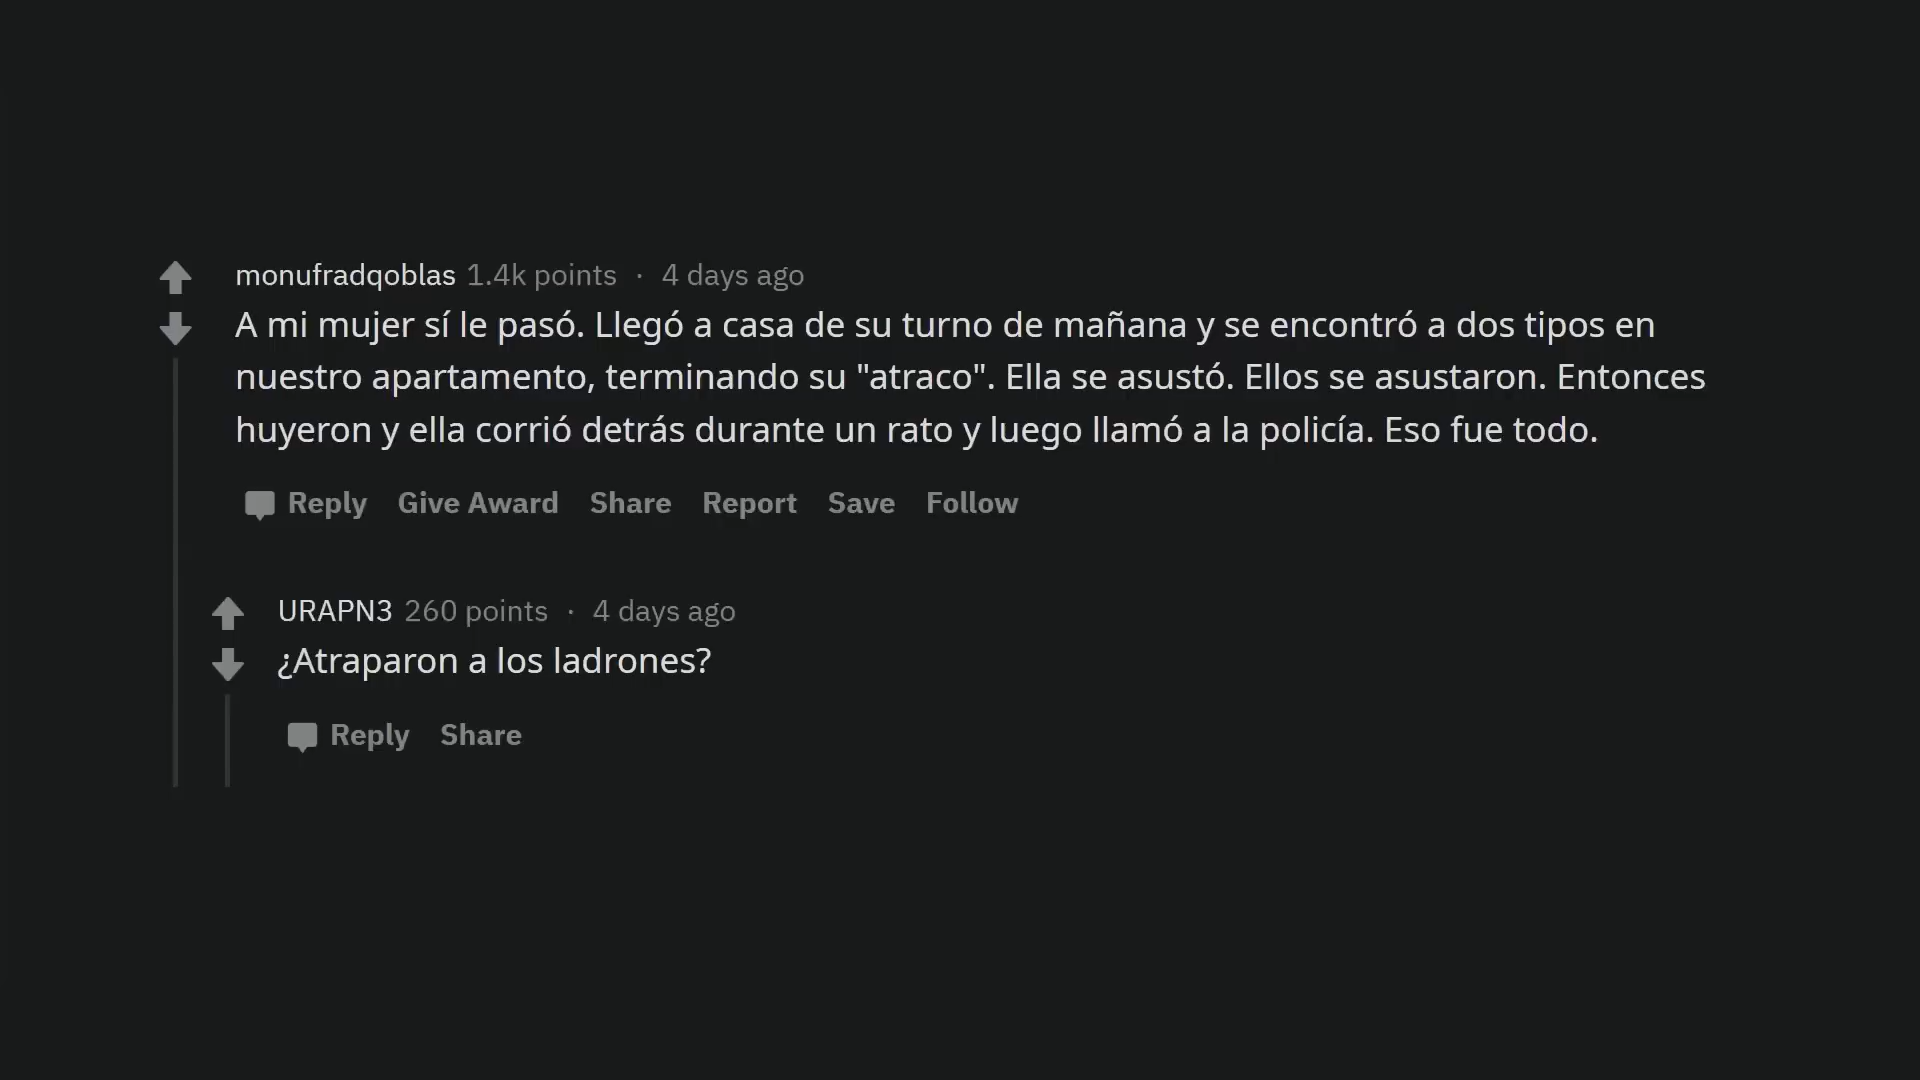 monufradqoblas 1.4k points · 4 days ago
A mi mujer sí le pasó. Llegó a casa de su turno de mañana y se encontró a dos tipos en
nuestro apartamento, terminando su "atraco". Ella se asustó. Ellos se asustaron. Entonces
huyeron y ella corrió detrás durante un rato y luego llamó a la policía. Eso fue todo.
Reply Give Award Share Report Save Follow
URAPN3 260 points · 4 days ago
¿Atraparon a los ladrones?
Reply Share